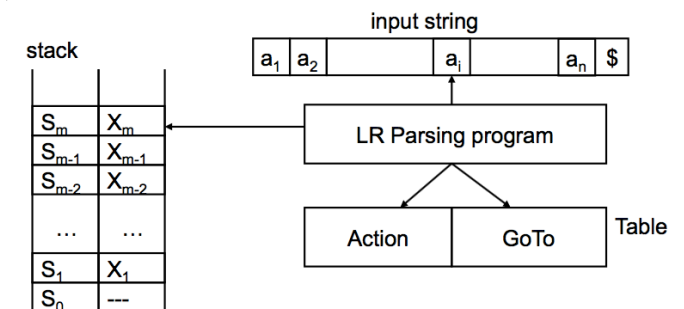 input string
stack
a1 a2 ai an $
Sm Xm
LR Parsing program
Sm-1 Xm-1
Sm-2 Xm-2
... ...
Action GoTo Table
S1 X1
S0 ---